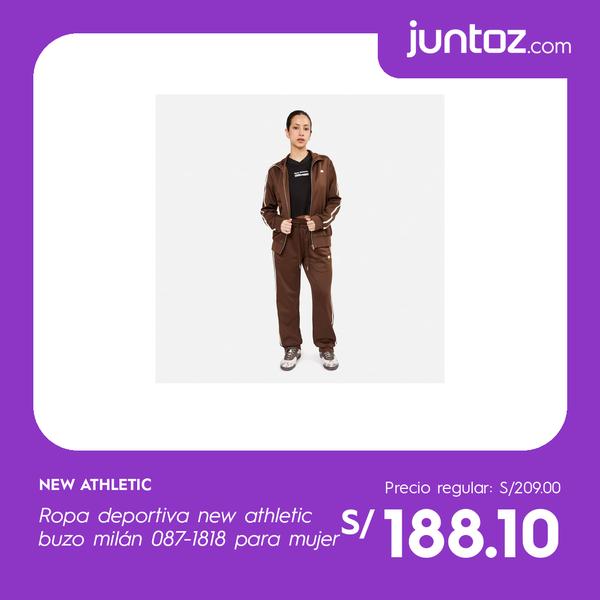 juntoz.com
NEW ATHLETIC
Ropa deportiva new athletic
buzo milán 087-1818 para mujer
Precio regular: S/209.00
S/188.10